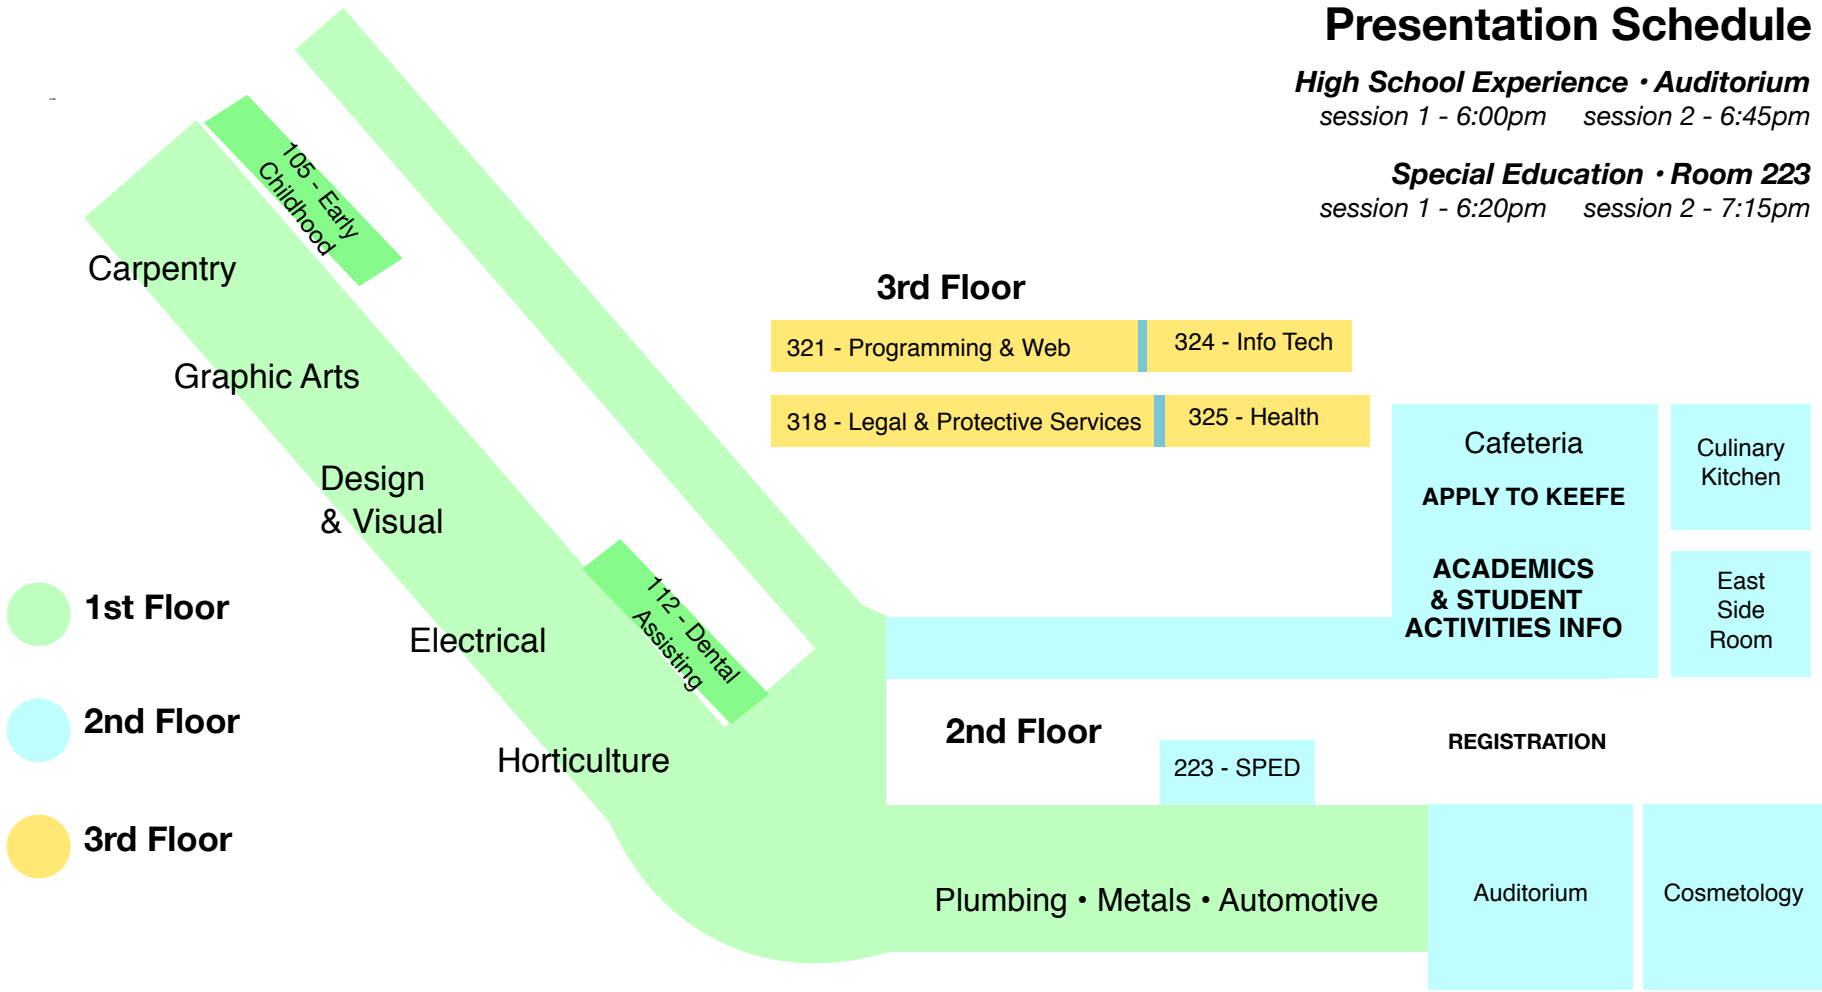 Presentation Schedule
High School Experience • Auditorium
session 1 - 6:00pm session 2 - 6:45pm
Special Education • Room 223
session 1 - 6:20pm session 2 - 7:15pm
105 - Early
Childhood
Carpentry
Graphic Arts
Design
& Visual
112 - Dental
Assisting
Electrical
Horticulture
3rd Floor
321 - Programming & Web
324 - Info Tech
318 - Legal & Protective Services
325 - Health
Cafeteria
APPLY TO KEEFE
ACADEMICS
& STUDENT
ACTIVITIES INFO
Culinary
Kitchen
East
Side
Room
1st Floor
2nd Floor
3rd Floor
2nd Floor
223 - SPED
REGISTRATION
Plumbing • Metals • Automotive
Auditorium
Cosmetology